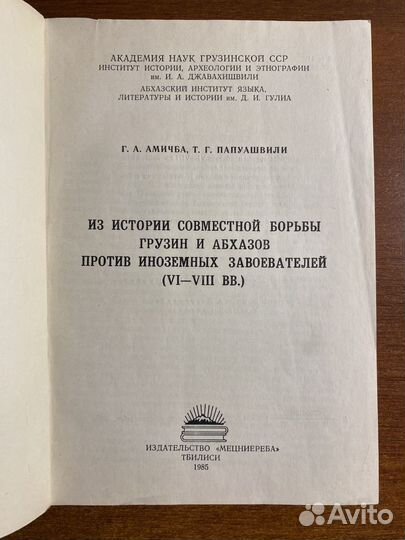 АКАДЕМИЯ НАУК ГРУЗИНСКОЙ ССР
ИНСТИТУТ ИСТОРИИ, АРХЕОЛОГИИ И ЭТНОГРАФИИ
им. И. А. ДЖАВАХИШВИЛИ
АБХАЗСКИЙ ИНСТИТУТ ЯЗЫКА,
ЛИТЕРАТУРЫ И ИСТОРИИ им. Д. И. ГУЛИА
Г. А. АМИЧБА, Т. Г. ПАПУАШВИЛИ
ИЗ ИСТОРИИ СОВМЕСТНОЙ БОРЬБЫ
ГРУЗИН И АБХАЗОВ
ПРОТИВ ИНОЗЕМНЫХ ЗАВОЕВАТЕЛЕЙ
(VI—VIII ВВ.)
ИЗДАТЕЛЬСТВО «МЕЦНИЕРЕБА»
ТБИЛИСИ
1985
Avito